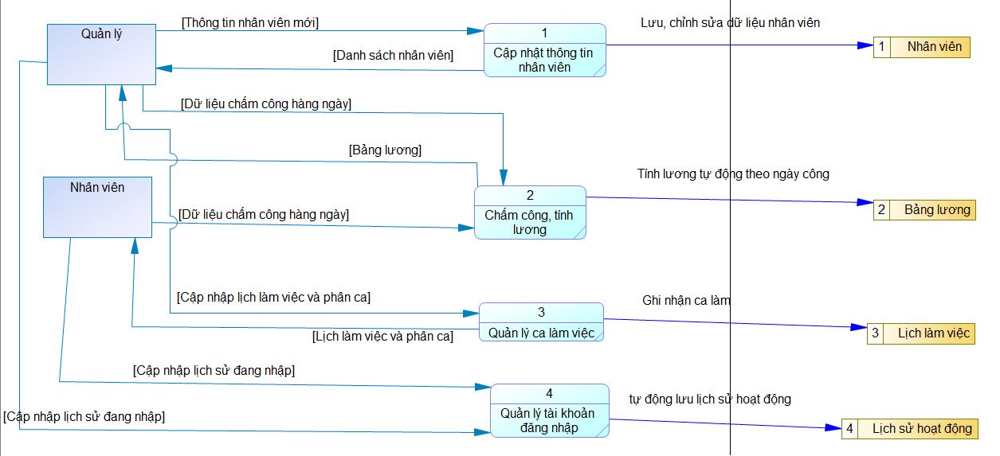 [Thông tin nhân viên mới]
Lưu, chỉnh sửa dữ liệu nhân viên
Quản lý
1
Cập nhật thông tin
nhân viên
1 Nhân viên
[Danh sách nhân viên]
[Dữ liệu chấm công hàng ngày]
[Bảng lương]
Tính lương tự động theo ngày công
Nhân viên
2
Chấm công, tính
lương
2 Bảng lương
[Dữ liệu chấm công hàng ngày]
[Cập nhập lịch làm việc và phân ca]
Ghi nhận ca làm
3
Quản lý ca làm việc
3 Lịch làm việc
[Lịch làm việc và phân ca]
[Cập nhập lịch sử đang nhập]
4
Quản lý tài khoản
đăng nhập
tự động lưu lịch sử hoạt động
[Cập nhập lịch sử đang nhập]
4 Lịch sử hoạt động